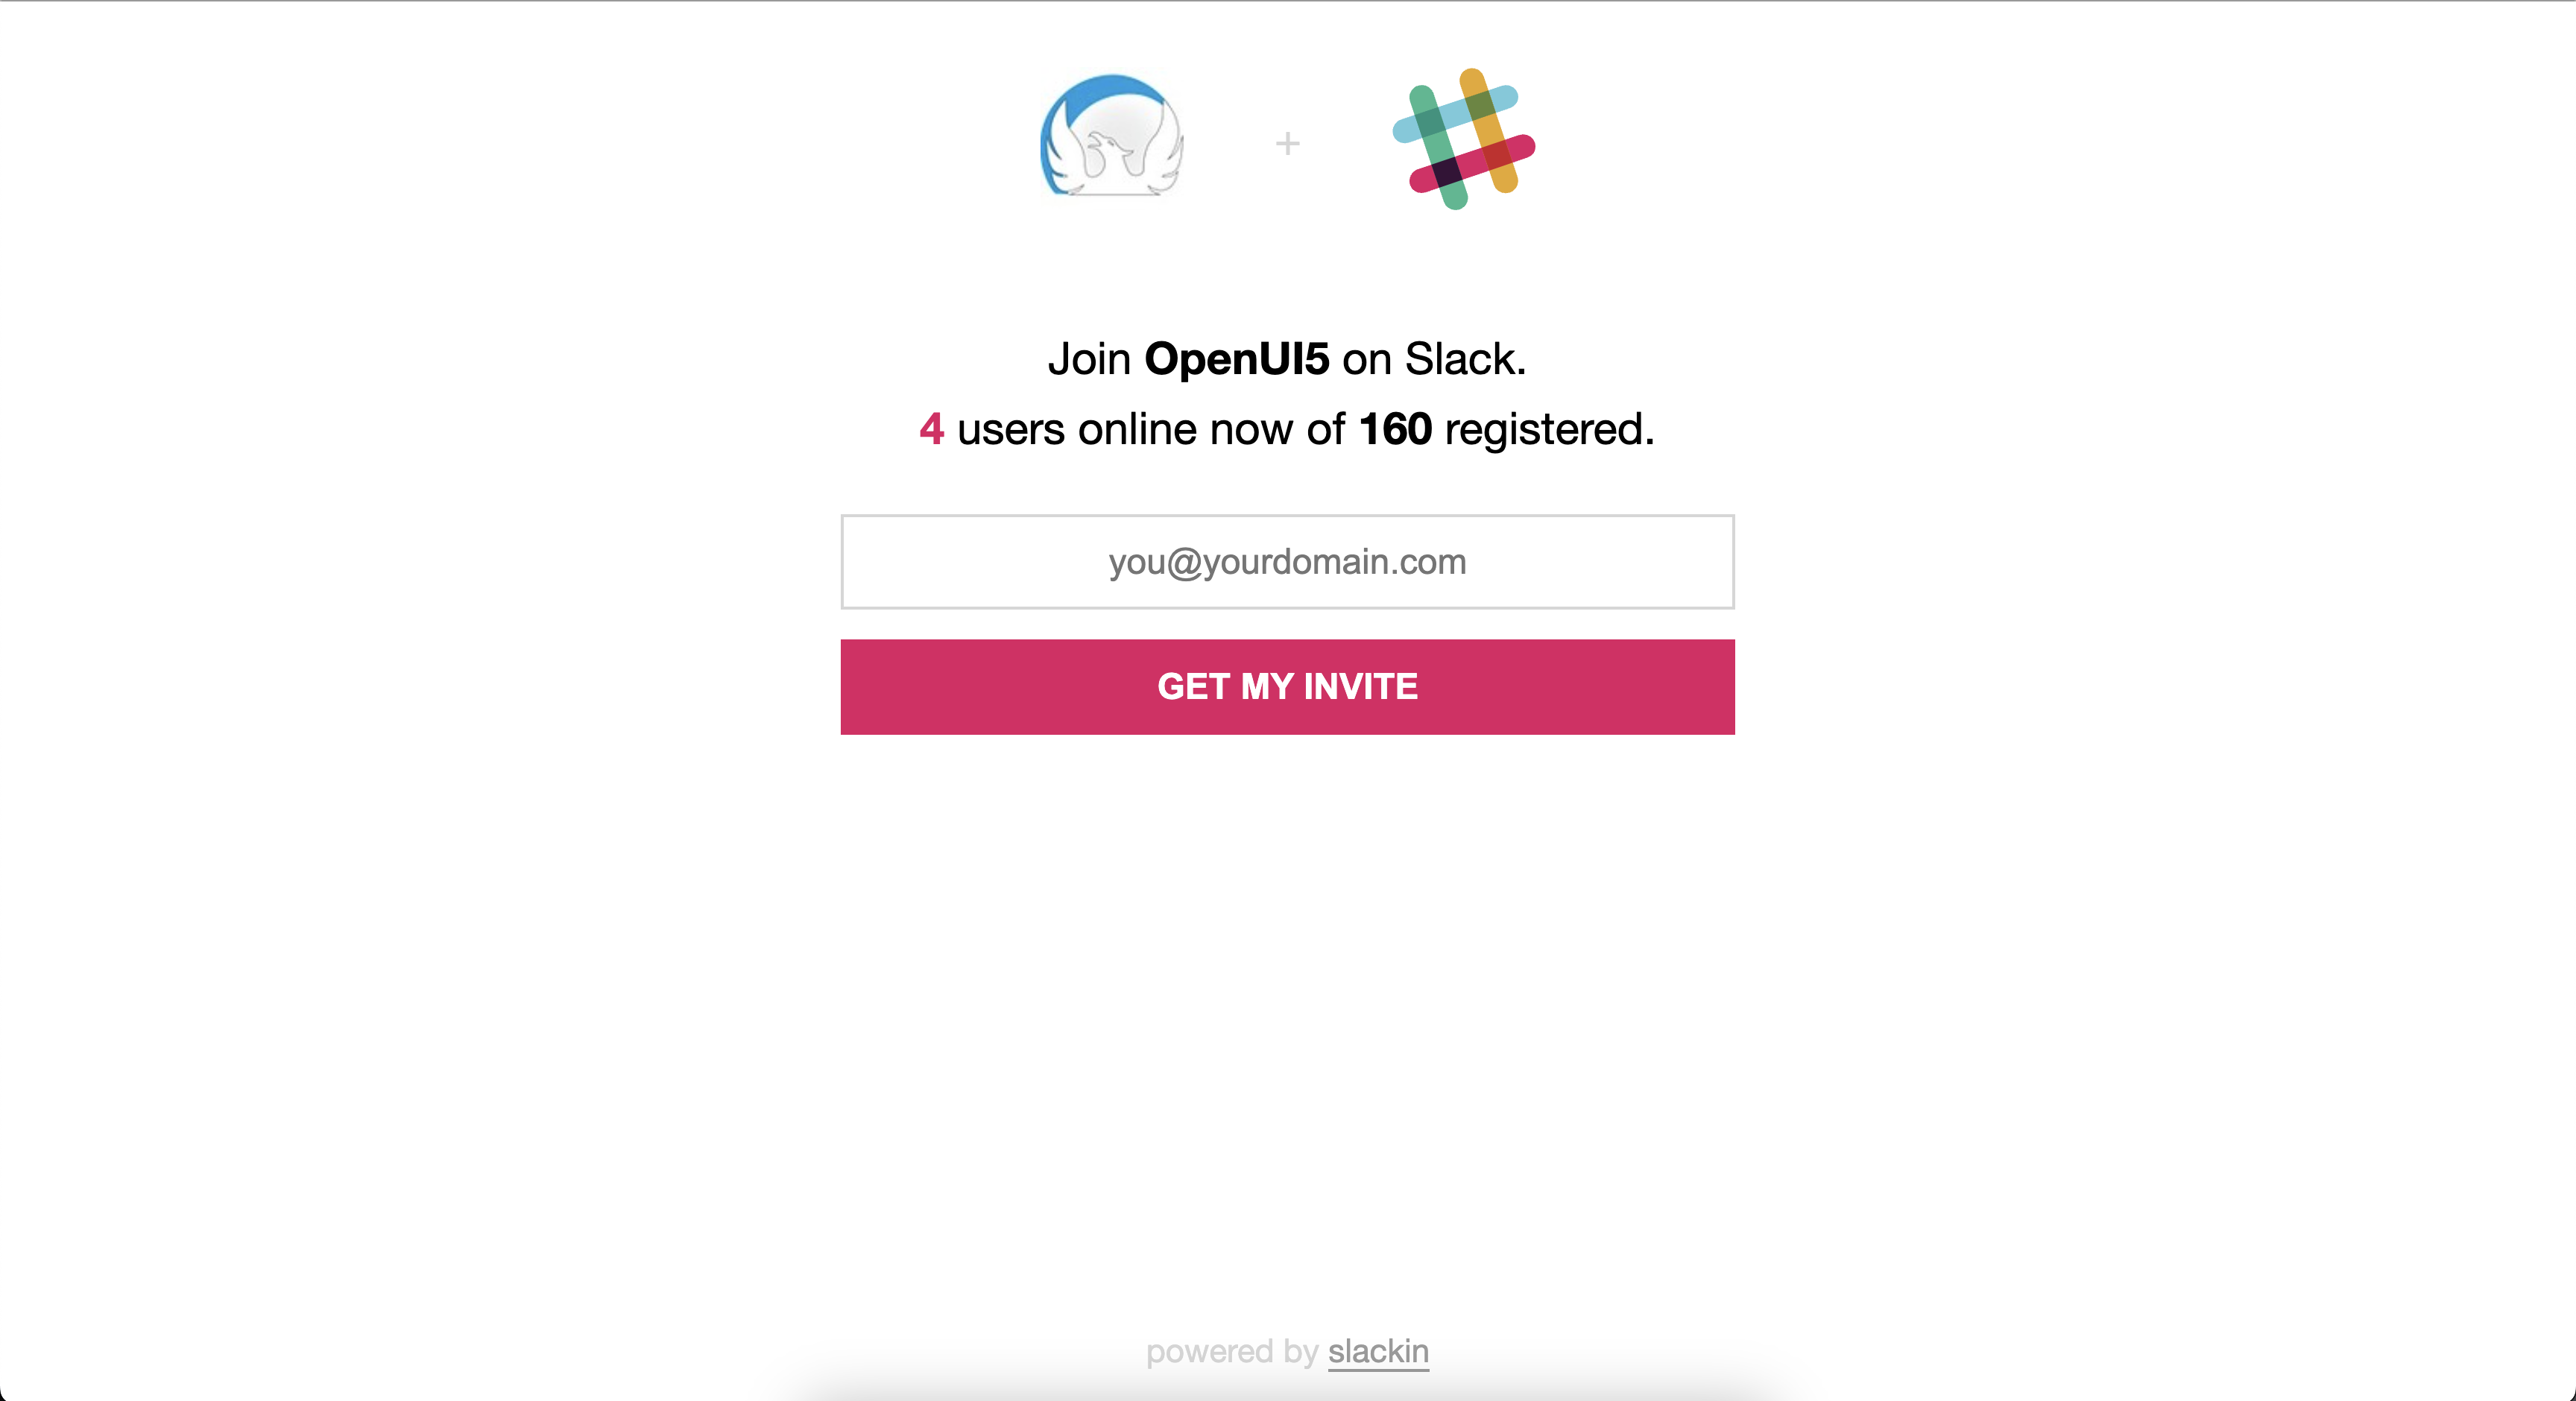 +
Join OpenUI5 on Slack.
4 users online now of 160 registered.
you@yourdomain.com
GET MY INVITE
powered by slackin